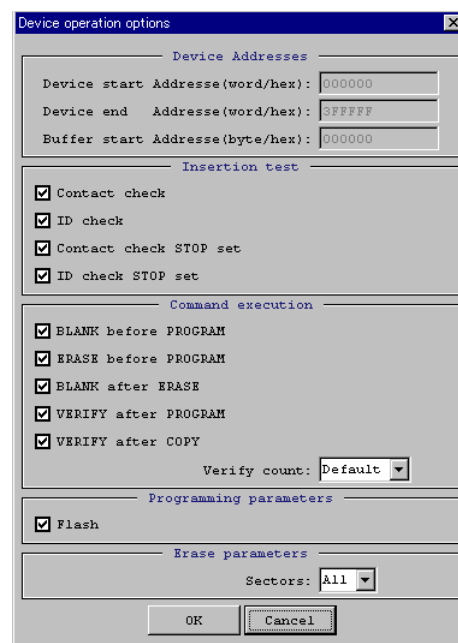 Device operation options
Device Addresses
Device start Addresse(word/hex): 000000
Device end Addresse(word/hex): 3FFFFF
Buffer start Addresse(byte/hex): 000000
Insertion test
Contact check
ID check
Contact check STOP set
ID check STOP set
Command execution
BLANK before PROGRAM
ERASE before PROGRAM
BLANK after ERASE
VERIFY after PROGRAM
VERIFY after COPY
Verify count: Default
Programming parameters
Flash
Erase parameters
Sectors: All
OK Cancel